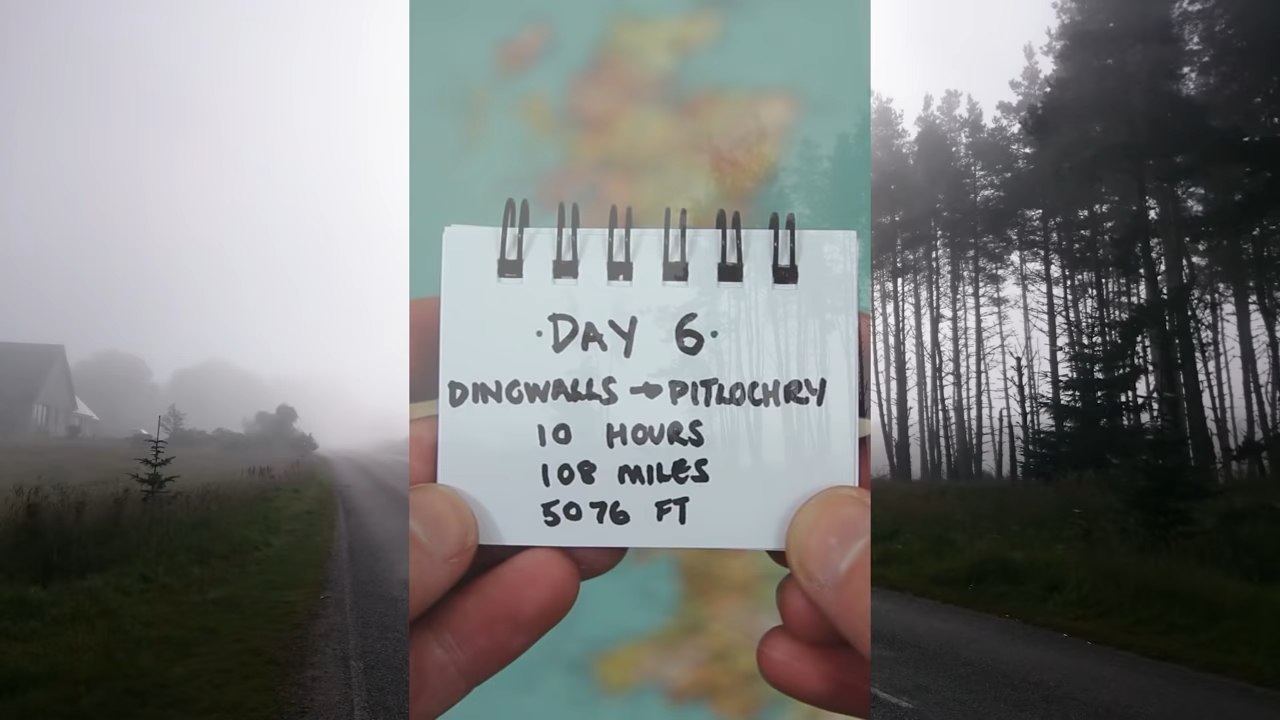 ·DAY 6·
DINGWALLS → PITLOCHRY
10 HOURS
108 MILES
5076 FT